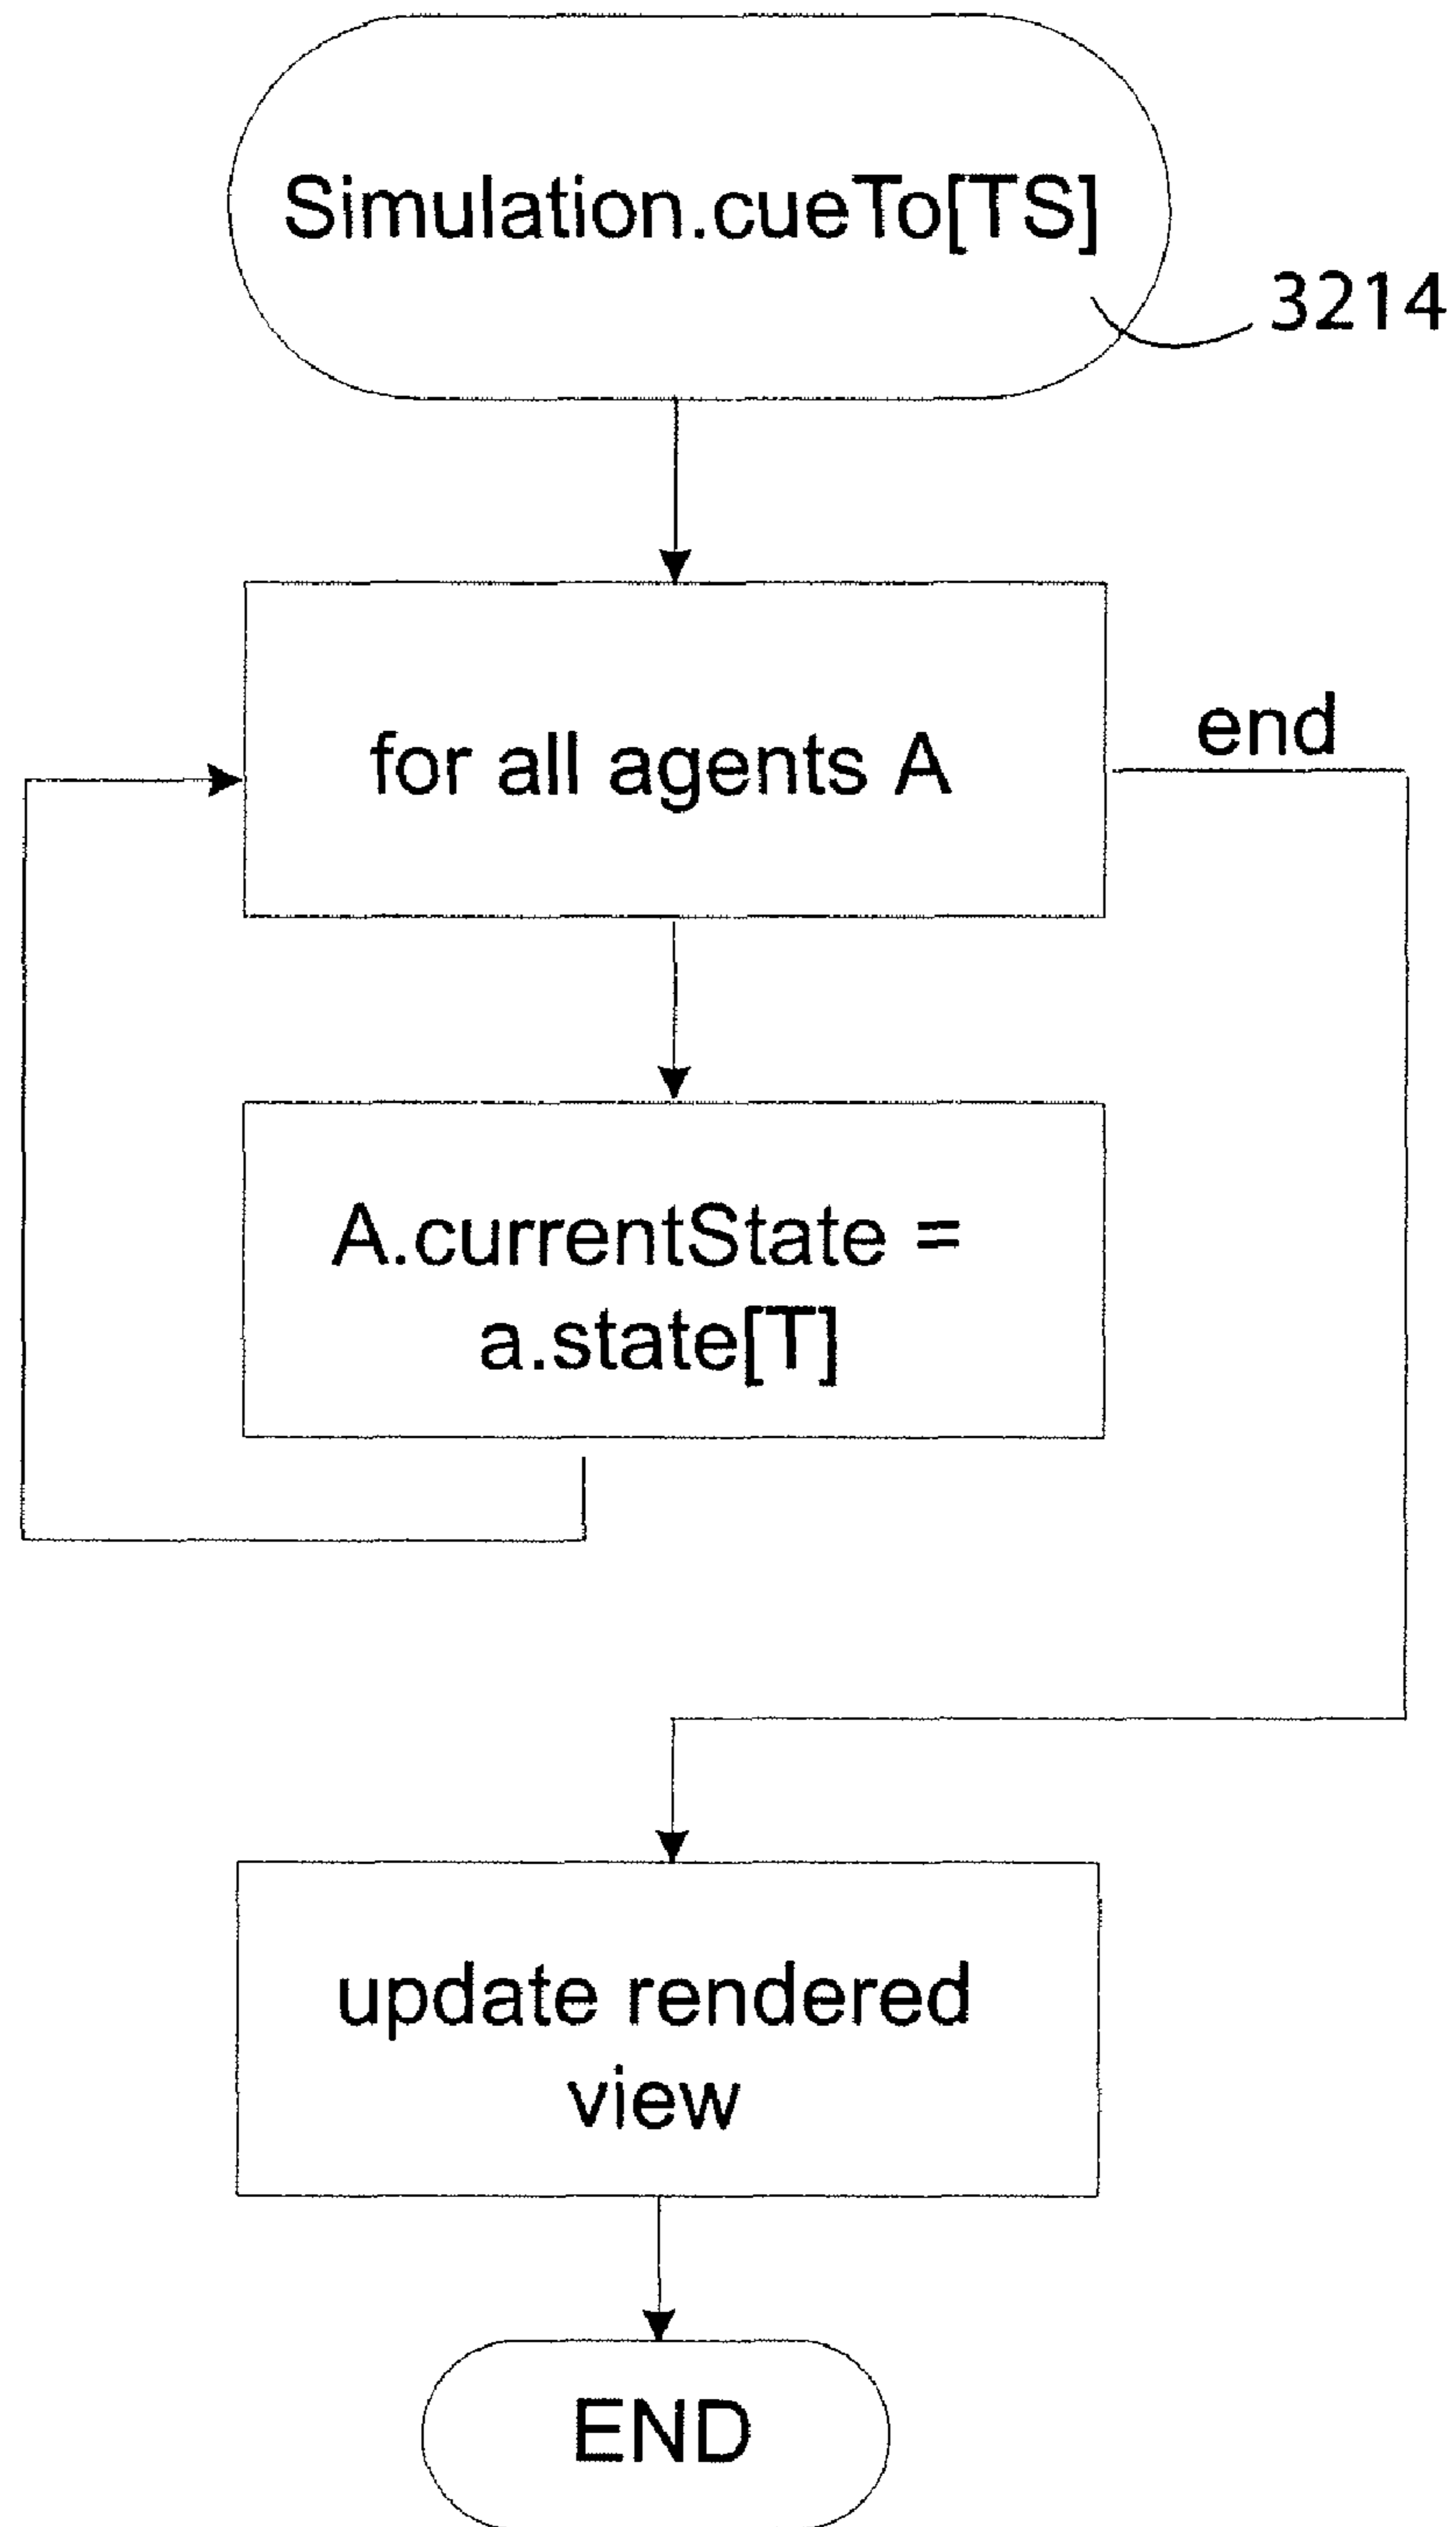 Simulation.cueTo[TS]
3214
for all agents A
end
A.currentState =
a.state[T]
update rendered
view
END